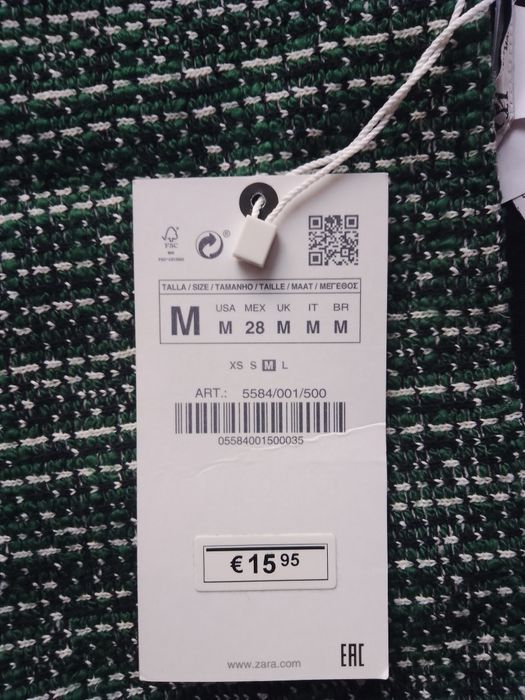 FSC
®
TALLA / SIZE / TAMANHO / TAILLE / MAAT / ΜΕΓΕΘΟΣ
M
USA MEX UK IT BR
M 28 M M M
XS S M L
ART.: 5584/001/500
05584001500035
€ 15 95
www.zara.com
EAC